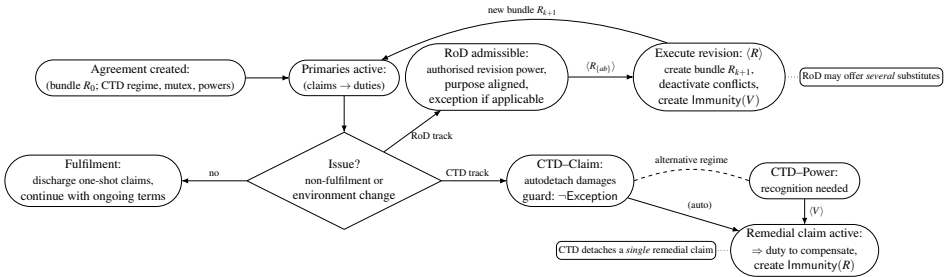 new bundle R_{k+1}
Agreement created:
(bundle R_0; CTD regime, mutex, powers)
Primaries active:
(claims → duties)
RoD admissible:
authorised revision power,
purpose aligned,
exception if applicable
⟨R_{ab}⟩
Execute revision: ⟨R⟩
create bundle R_{k+1},
deactivate conflicts,
create Immunity(V)
RoD may offer several substitutes
RoD track
Fulfilment:
discharge one-shot claims,
continue with ongoing terms
no
Issue?
non-fulfilment or
environment change
CTD track
CTD–Claim:
autodetach damages
guard: ¬Exception
alternative regime
CTD–Power:
recognition needed
(auto)
⟨V⟩
CTD detaches a single remedial claim
Remedial claim active:
⇒ duty to compensate,
create Immunity(R)